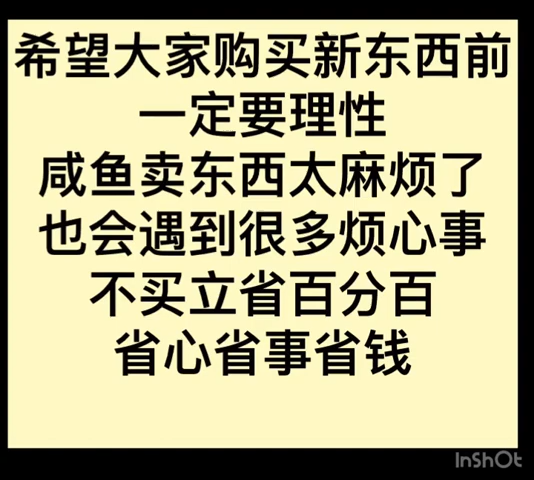 希望大家购买新东西前
一定要理性
咸鱼卖东西太麻烦了
也会遇到很多烦心事
不买立省百分百
省心省事省钱
InShOt